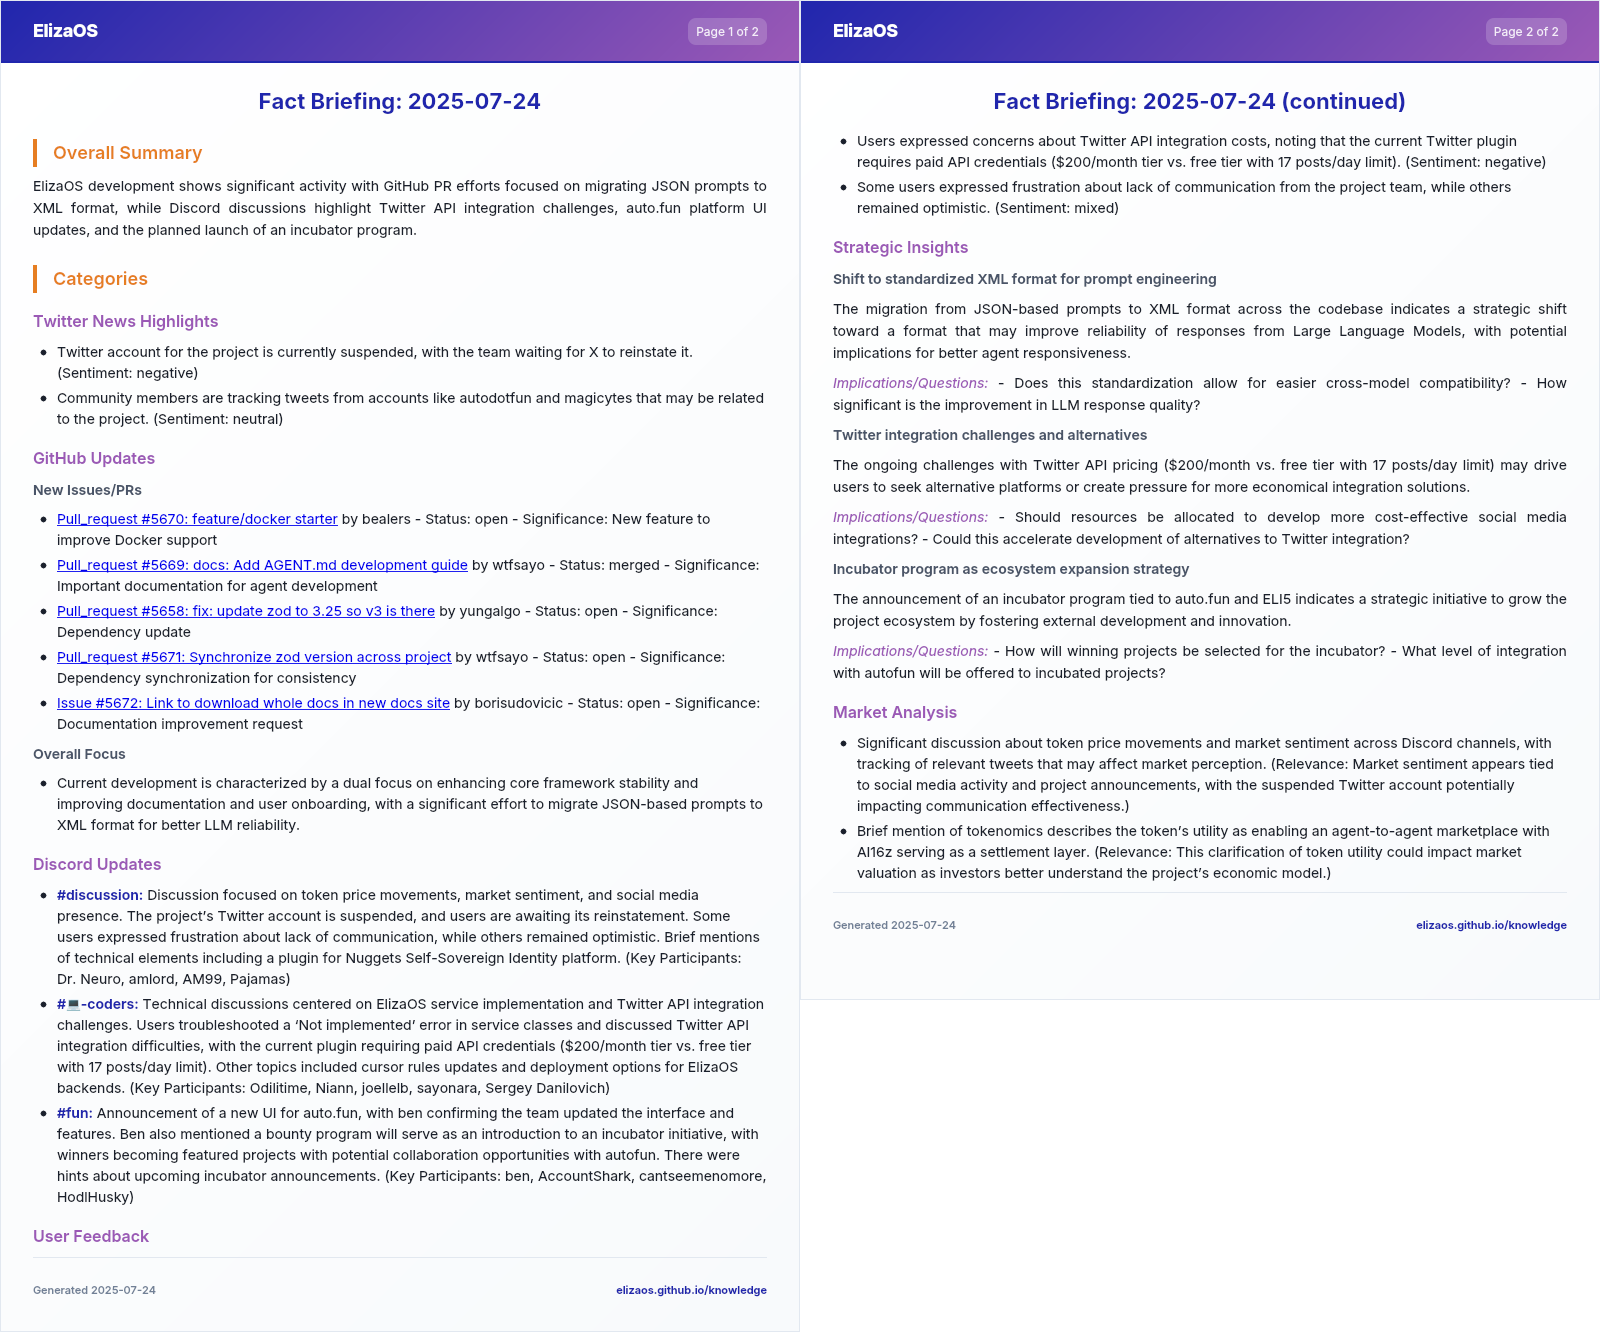 ElizaOS
Page 1 of 2
Fact Briefing: 2025-07-24
Overall Summary
ElizaOS development shows significant activity with GitHub PR efforts focused on migrating JSON prompts to
XML format, while Discord discussions highlight Twitter API integration challenges, auto.fun platform UI
updates, and the planned launch of an incubator program.
Categories
Twitter News Highlights
• Twitter account for the project is currently suspended, with the team waiting for X to reinstate it.
(Sentiment: negative)
• Community members are tracking tweets from accounts like autodotfun and magicytes that may be related
to the project. (Sentiment: neutral)
GitHub Updates
New Issues/PRs
• Pull_request #5670: feature/docker starter by bealers - Status: open - Significance: New feature to
improve Docker support
• Pull_request #5669: docs: Add AGENT.md development guide by wtfsayo - Status: merged - Significance:
Important documentation for agent development
• Pull_request #5658: fix: update zod to 3.25 so v3 is there by yungalgo - Status: open - Significance:
Dependency update
• Pull_request #5671: Synchronize zod version across project by wtfsayo - Status: open - Significance:
Dependency synchronization for consistency
• Issue #5672: Link to download whole docs in new docs site by borisudovicic - Status: open - Significance:
Documentation improvement request
Overall Focus
• Current development is characterized by a dual focus on enhancing core framework stability and
improving documentation and user onboarding, with a significant effort to migrate JSON-based prompts to
XML format for better LLM reliability.
Discord Updates
• #discussion: Discussion focused on token price movements, market sentiment, and social media
presence. The project's Twitter account is suspended, and users are awaiting its reinstatement. Some
users expressed frustration about lack of communication, while others remained optimistic. Brief mentions
of technical elements including a plugin for Nuggets Self-Sovereign Identity platform. (Key Participants:
Dr. Neuro, amlord, AM99, Pajamas)
• #💻-coders: Technical discussions centered on ElizaOS service implementation and Twitter API integration
challenges. Users troubleshooted a ‘Not implemented’ error in service classes and discussed Twitter API
integration difficulties, with the current plugin requiring paid API credentials ($200/month tier vs. free tier
with 17 posts/day limit). Other topics included cursor rules updates and deployment options for ElizaOS
backends. (Key Participants: Odilitime, Niann, joellelb, sayonara, Sergey Danilovich)
• #fun: Announcement of a new UI for auto.fun, with ben confirming the team updated the interface and
features. Ben also mentioned a bounty program will serve as an introduction to an incubator initiative, with
winners becoming featured projects with potential collaboration opportunities with autofun. There were
hints about upcoming incubator announcements. (Key Participants: ben, AccountShark, cantseemenomore,
HodlHusky)
User Feedback
Generated 2025-07-24
elizaos.github.io/knowledge
ElizaOS
Page 2 of 2
Fact Briefing: 2025-07-24 (continued)
• Users expressed concerns about Twitter API integration costs, noting that the current Twitter plugin
requires paid API credentials ($200/month tier vs. free tier with 17 posts/day limit). (Sentiment: negative)
• Some users expressed frustration about lack of communication from the project team, while others
remained optimistic. (Sentiment: mixed)
Strategic Insights
Shift to standardized XML format for prompt engineering
The migration from JSON-based prompts to XML format across the codebase indicates a strategic shift
toward a format that may improve reliability of responses from Large Language Models, with potential
implications for better agent responsiveness.
Implications/Questions: - Does this standardization allow for easier cross-model compatibility? - How
significant is the improvement in LLM response quality?
Twitter integration challenges and alternatives
The ongoing challenges with Twitter API pricing ($200/month vs. free tier with 17 posts/day limit) may drive
users to seek alternative platforms or create pressure for more economical integration solutions.
Implications/Questions: - Should resources be allocated to develop more cost-effective social media
integrations? - Could this accelerate development of alternatives to Twitter integration?
Incubator program as ecosystem expansion strategy
The announcement of an incubator program tied to auto.fun and ELI5 indicates a strategic initiative to grow the
project ecosystem by fostering external development and innovation.
Implications/Questions: - How will winning projects be selected for the incubator? - What level of integration
with autofun will be offered to incubated projects?
Market Analysis
• Significant discussion about token price movements and market sentiment across Discord channels, with
tracking of relevant tweets that may affect market perception. (Relevance: Market sentiment appears tied
to social media activity and project announcements, with the suspended Twitter account potentially
impacting communication effectiveness.)
• Brief mention of tokenomics describes the token's utility as enabling an agent-to-agent marketplace with
AI16z serving as a settlement layer. (Relevance: This clarification of token utility could impact market
valuation as investors better understand the project's economic model.)
Generated 2025-07-24
elizaos.github.io/knowledge